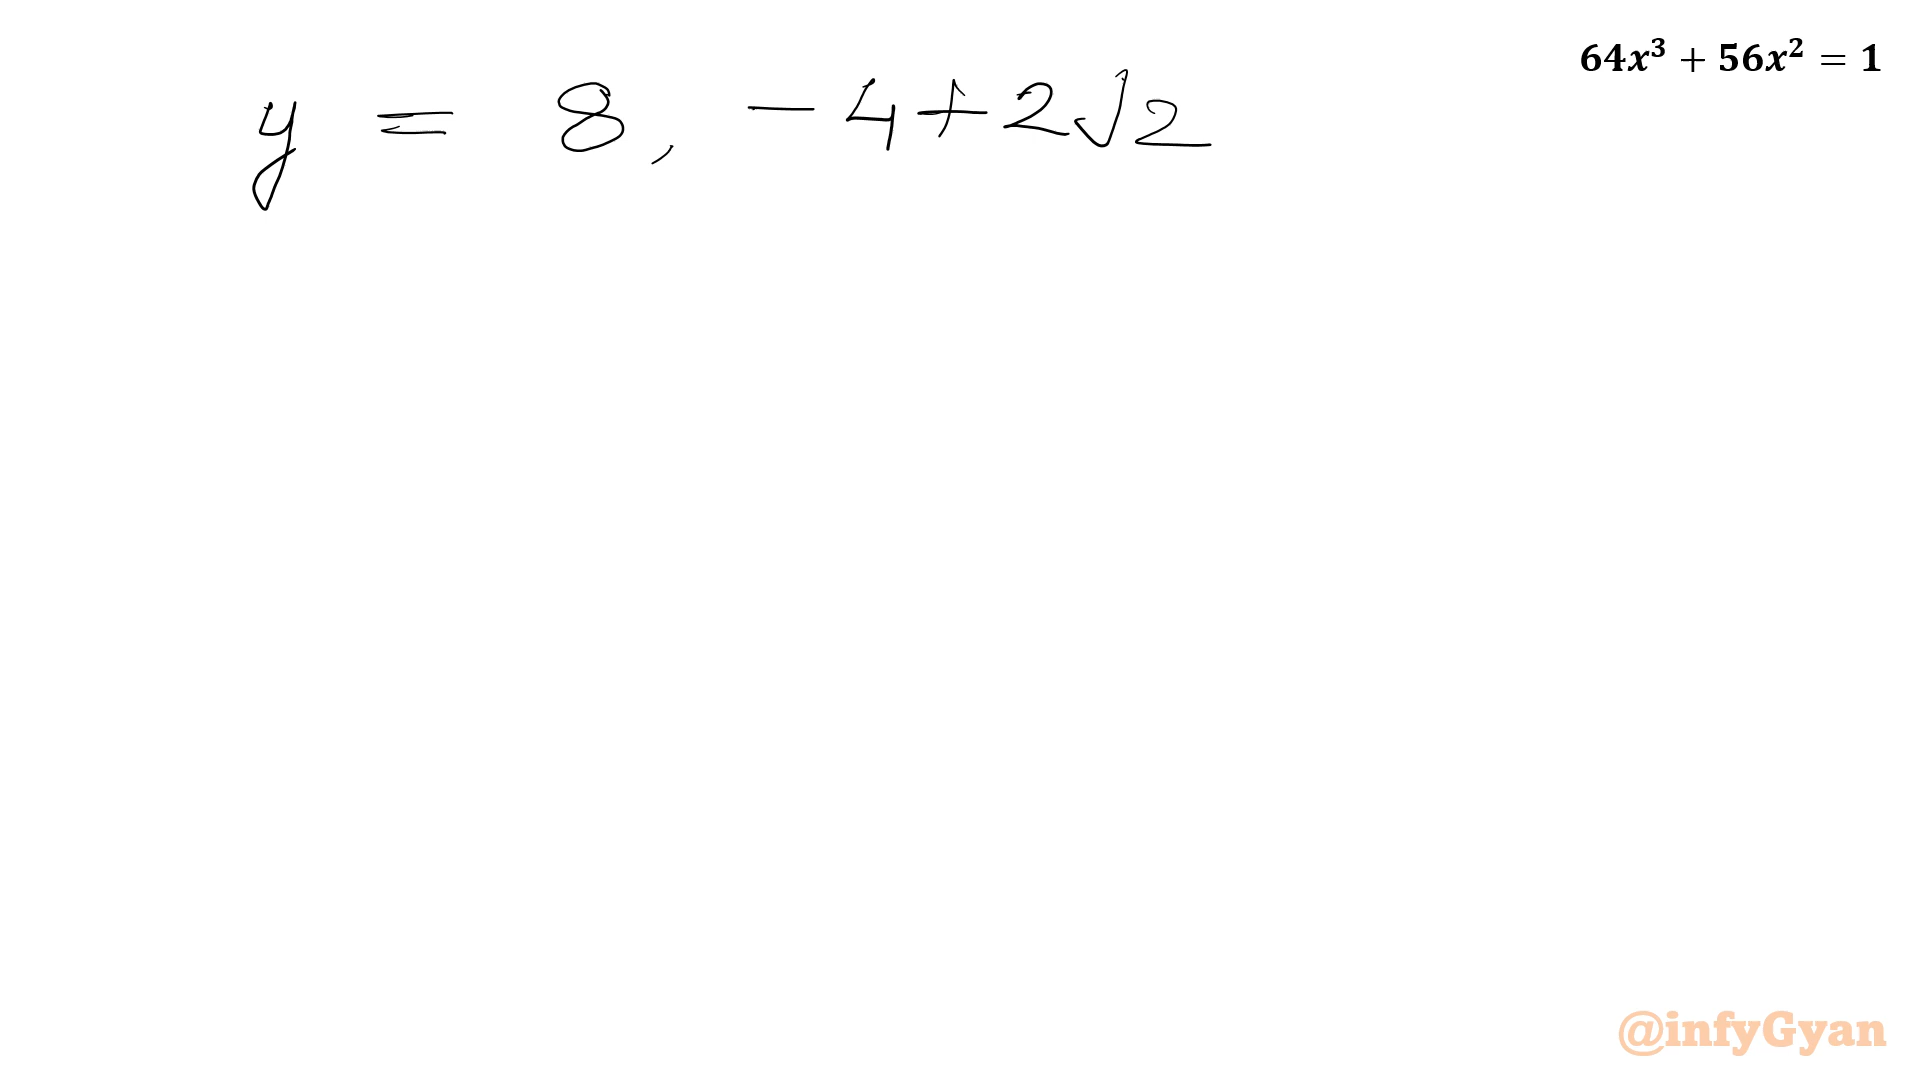 64x³ + 56x² = 1
y = 8, - 4 + 2√2
@infyGyan